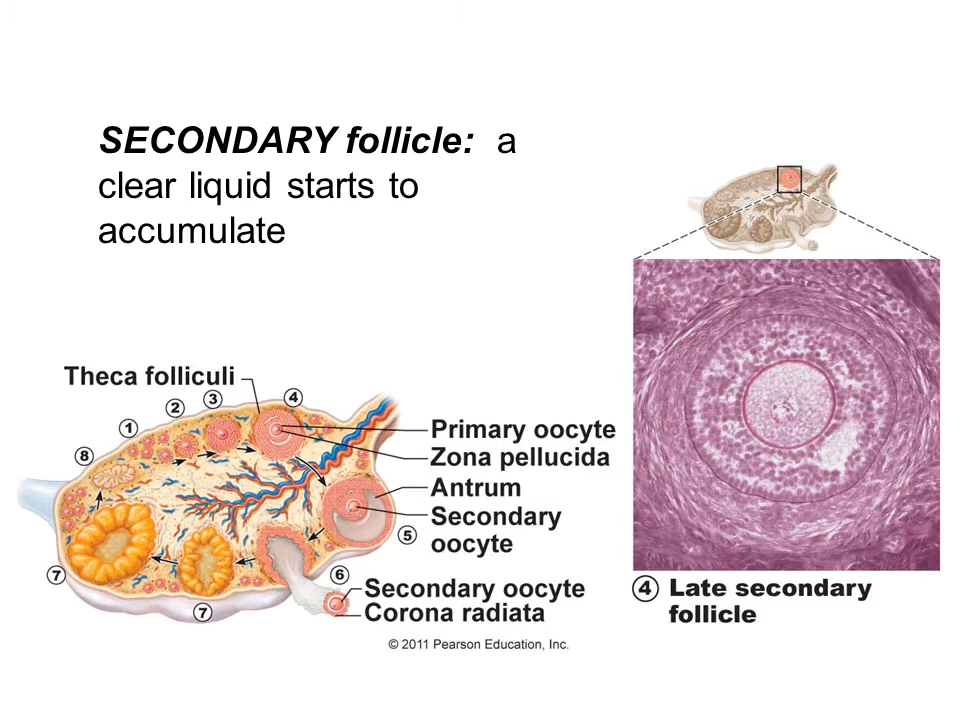 SECONDARY follicle: a
clear liquid starts to
accumulate
Theca folliculi
① ② ③ ④
⑧
Primary oocyte
Zona pellucida
Antrum
Secondary
oocyte
⑤
⑦
⑥
Secondary oocyte
Corona radiata
⑦
© 2011 Pearson Education, Inc.
④ Late secondary
follicle